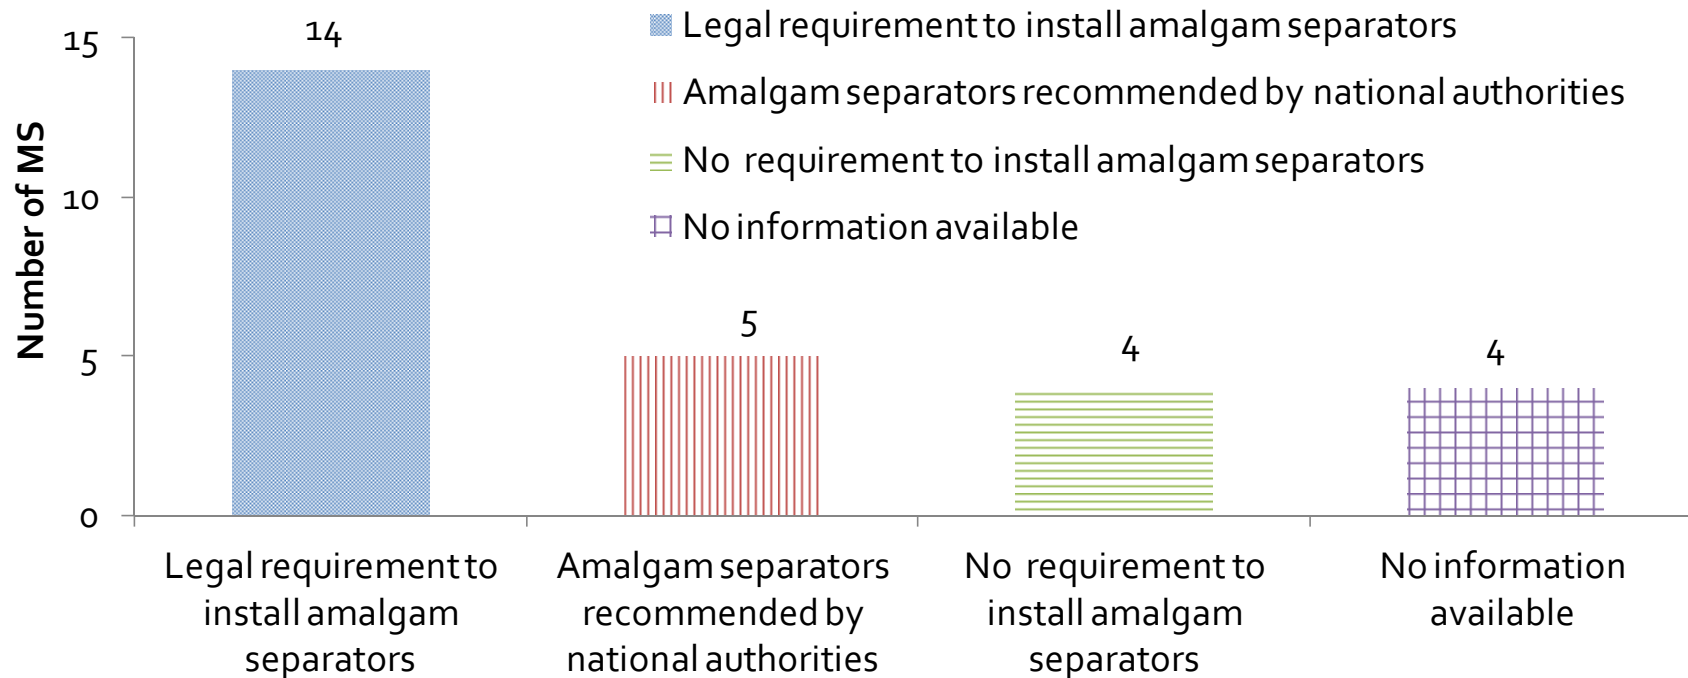 Number of MS
15
10
5
0
14
5
4
4
Legal requirement to install amalgam separators
Amalgam separators recommended by national authorities
No requirement to install amalgam separators
No information available
Legal requirement to
install amalgam
separators
Amalgam separators
recommended by
national authorities
No requirement to
install amalgam
separators
No information
available